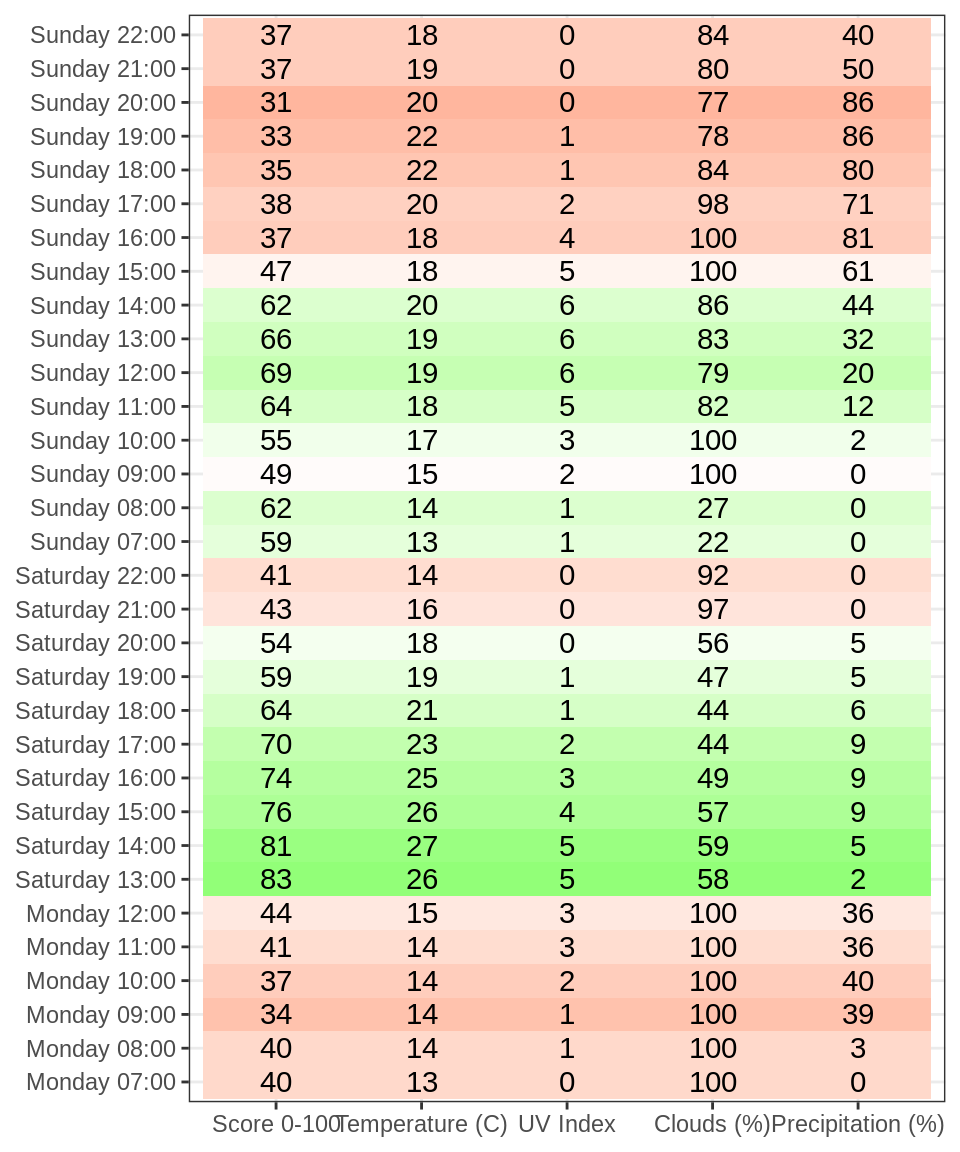 Sunday 22:00 37 18 0 84 40
Sunday 21:00 37 19 0 80 50
Sunday 20:00 31 20 0 77 86
Sunday 19:00 33 22 1 78 86
Sunday 18:00 35 22 1 84 80
Sunday 17:00 38 20 2 98 71
Sunday 16:00 37 18 4 100 81
Sunday 15:00 47 18 5 100 61
Sunday 14:00 62 20 6 86 44
Sunday 13:00 66 19 6 83 32
Sunday 12:00 69 19 6 79 20
Sunday 11:00 64 18 5 82 12
Sunday 10:00 55 17 3 100 2
Sunday 09:00 49 15 2 100 0
Sunday 08:00 62 14 1 27 0
Sunday 07:00 59 13 1 22 0
Saturday 22:00 41 14 0 92 0
Saturday 21:00 43 16 0 97 0
Saturday 20:00 54 18 0 56 5
Saturday 19:00 59 19 1 47 5
Saturday 18:00 64 21 1 44 6
Saturday 17:00 70 23 2 44 9
Saturday 16:00 74 25 3 49 9
Saturday 15:00 76 26 4 57 9
Saturday 14:00 81 27 5 59 5
Saturday 13:00 83 26 5 58 2
Monday 12:00 44 15 3 100 36
Monday 11:00 41 14 3 100 36
Monday 10:00 37 14 2 100 40
Monday 09:00 34 14 1 100 39
Monday 08:00 40 14 1 100 3
Monday 07:00 40 13 0 100 0
Score 0-100 Temperature (C) UV Index Clouds (%) Precipitation (%)